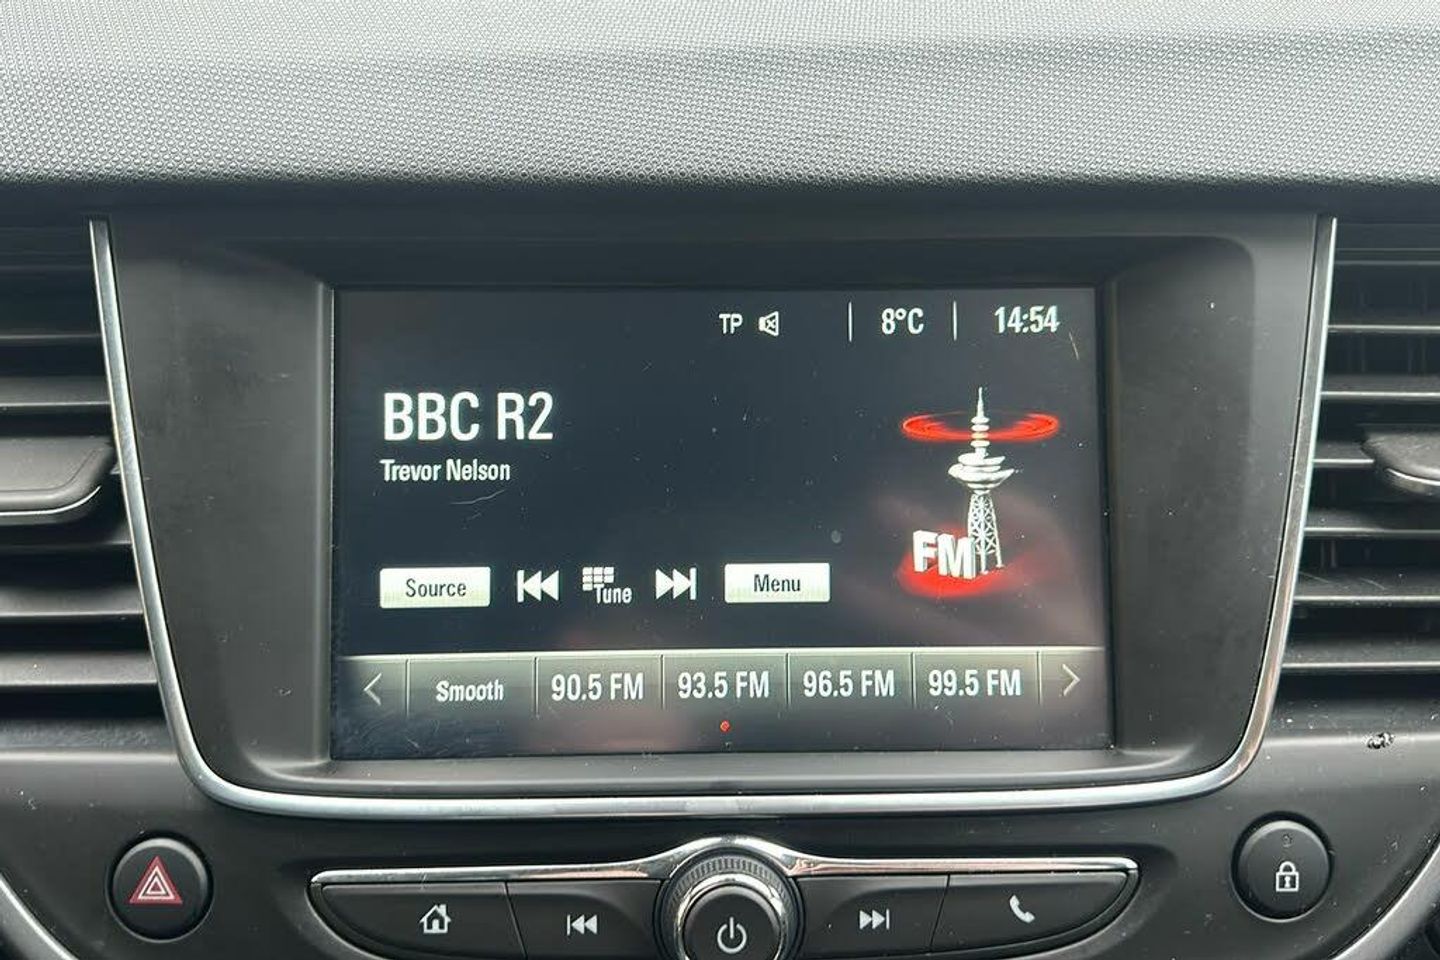 TP 8°C 14:54
BBC R2
Trevor Nelson
FM
Source Tune Menu
Smooth 90.5 FM 93.5 FM 96.5 FM 99.5 FM